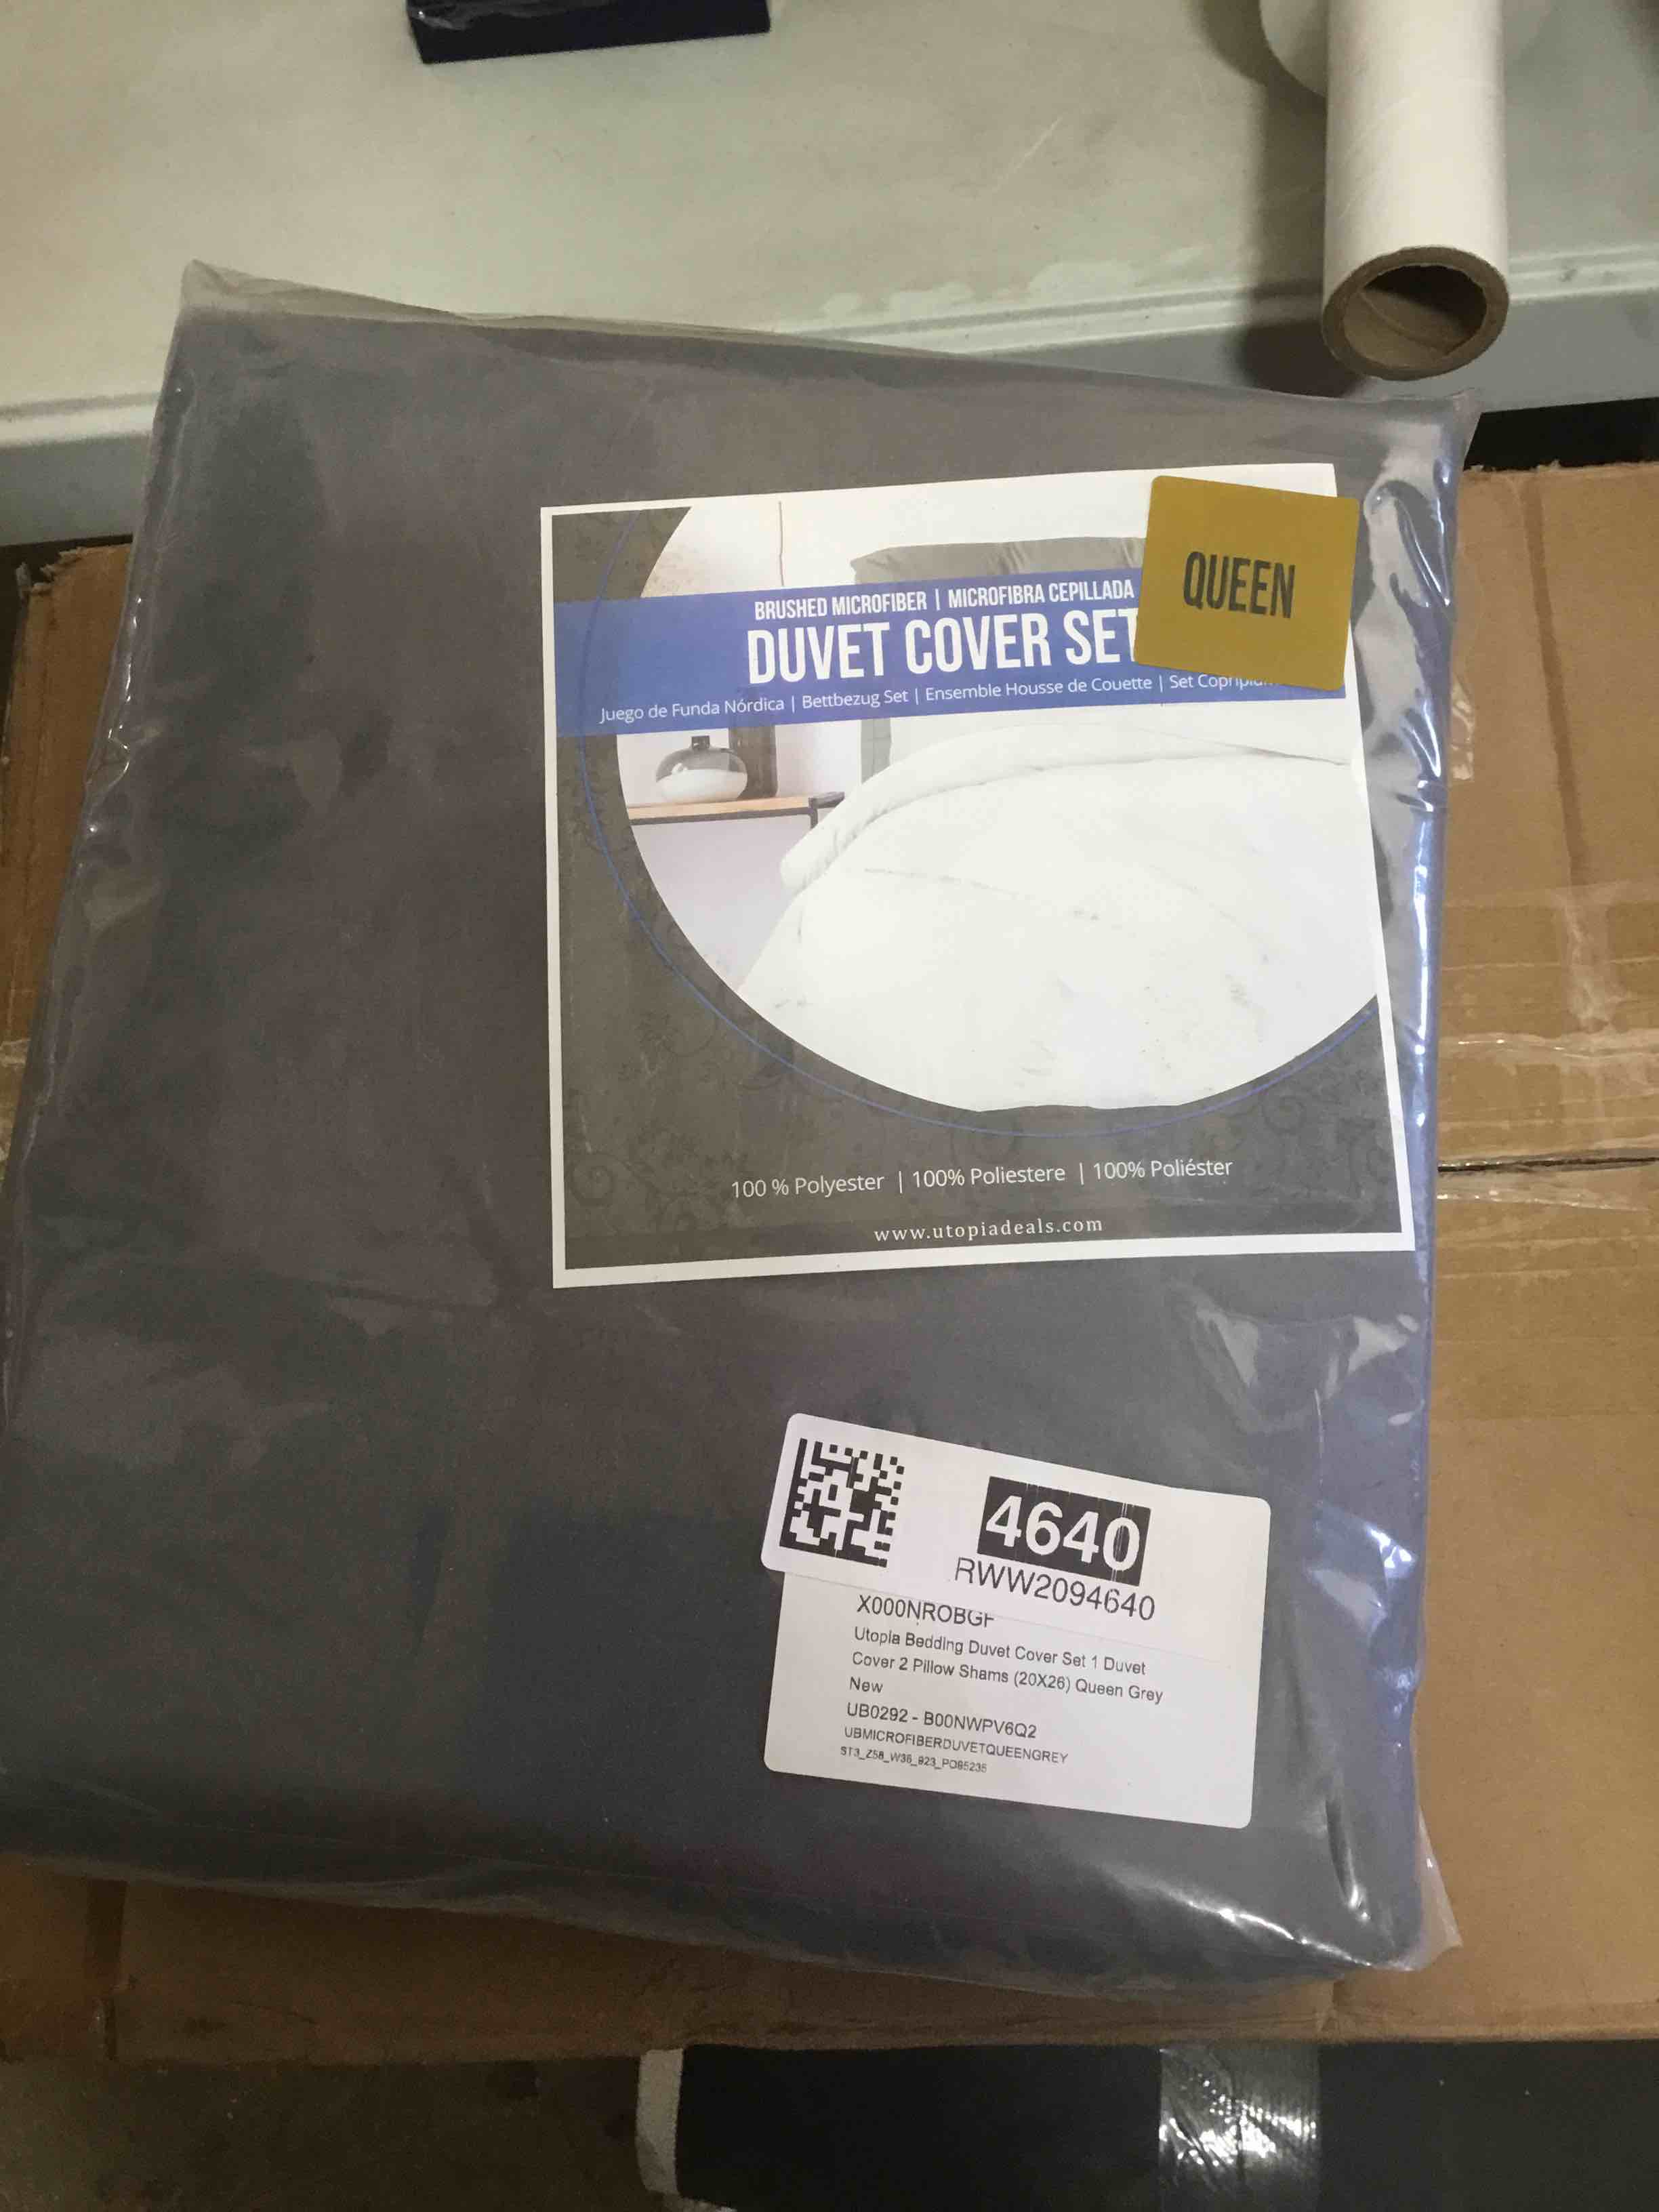 QUEEN
BRUSHED MICROFIBER | MICROFIBRA CEPILLADA
DUVET COVER SET
Juego de Funda Nórdica | Bettbezug Set | Ensemble Housse de Couette | Set
100 % Polyester | 100% Poliestere | 100% Poliéster
www.utopiadeals.com
4640
RWW2094640
X000NROBGF
Utopia Bedding Duvet Cover Set 1 Duvet
Cover 2 Pillow Shams (20X26) Queen Grey
New
UB0292 - B00NWPV6Q2
UBMICROFIBERDUVETQUEENGREY
ST3_Z58_W36_923_PO95235